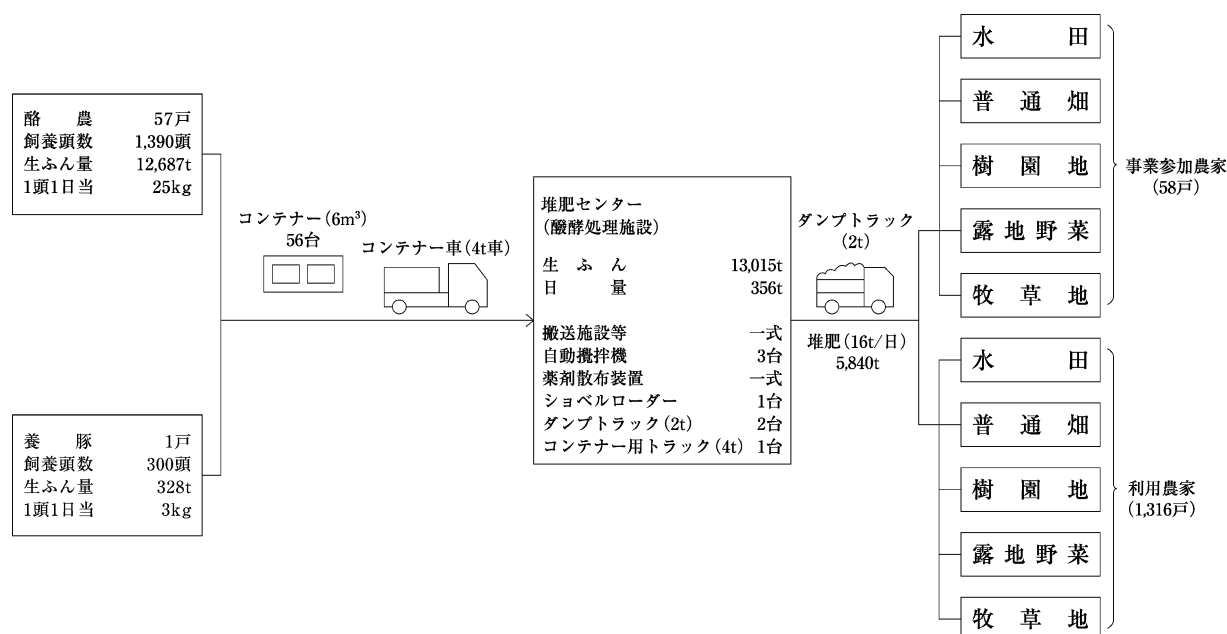 酪農 57戸
飼養頭数 1,390頭
生ふん量 12,687t
1頭1日当 25kg
養豚 1戸
飼養頭数 300頭
生ふん量 328t
1頭1日当 3kg
コンテナー(6m³)
56台
コンテナー車(4t車)
堆肥センター
(醱酵処理施設)
生ふん 13,015t
日量 356t
搬送施設等 一式
自動攪拌機 3台
薬剤散布装置 一式
ショベルローダー 1台
ダンプトラック(2t) 2台
コンテナー用トラック(4t) 1台
ダンプトラック
(2t)
堆肥(16t/日)
5,840t
水田
普通畑
樹園地
露地野菜
牧草地
事業参加農家
(58戸)
水田
普通畑
樹園地
露地野菜
牧草地
利用農家
(1,316戸)